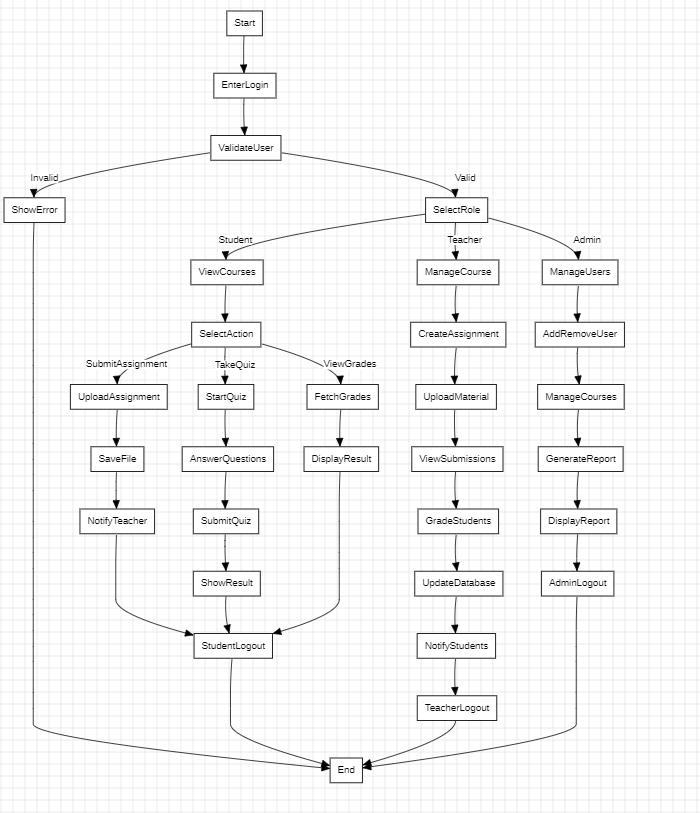 Start
EnterLogin
ValidateUser
Invalid
Valid
ShowError
SelectRole
Student
Teacher
Admin
ViewCourses
ManageCourse
ManageUsers
SelectAction
CreateAssignment
AddRemoveUser
SubmitAssignment
TakeQuiz
ViewGrades
UploadAssignment
StartQuiz
FetchGrades
UploadMaterial
ManageCourses
SaveFile
AnswerQuestions
DisplayResult
ViewSubmissions
GenerateReport
NotifyTeacher
SubmitQuiz
GradeStudents
DisplayReport
ShowResult
UpdateDatabase
AdminLogout
StudentLogout
NotifyStudents
TeacherLogout
End